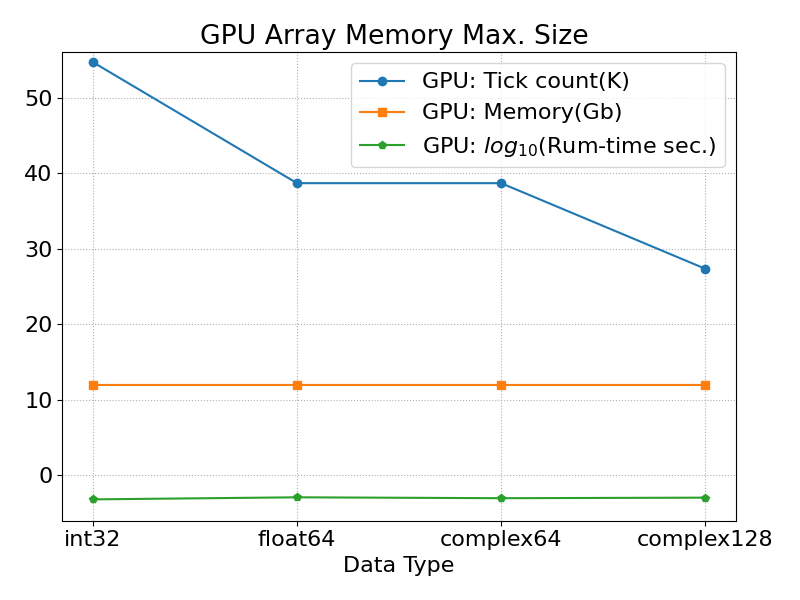 GPU Array Memory Max. Size
GPU: Tick count(K)
GPU: Memory(Gb)
GPU: log₁₀(Rum-time sec.)
50
40
30
20
10
0
int32 float64 complex64 complex128
Data Type